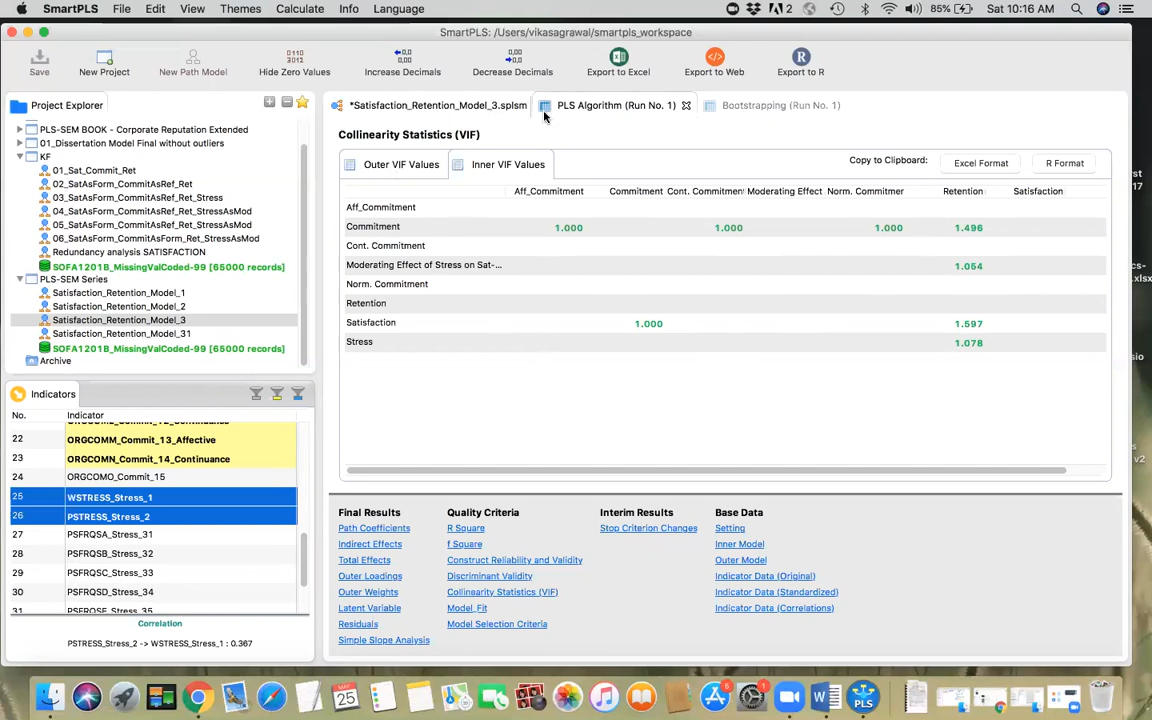 SmartPLS File Edit View Themes Calculate Info Language 2 85% Sat 10:16 AM
SmartPLS: /Users/vikasagrawal/smartpls_workspace
Save New Project New Path Model Hide Zero Values Increase Decimals Decrease Decimals Export to Excel Export to Web Export to R
Project Explorer
PLS-SEM BOOK - Corporate Reputation Extended
01_Dissertation Model Final without outliers
KF
01_Sat_Commit_Ret
02_SatAsForm_CommitAsRef_Ret
03_SatAsForm_CommitAsRef_Ret_Stress
04_SatAsForm_CommitAsRef_Ret_StressAsMod
05_SatAsForm_CommitAsRef_Ret_StressAsMod
06_SatAsForm_CommitAsForm_Ret_StressAsMod
Redundancy analysis SATISFACTION
SOFA1201B_MissingValCoded-99 [65000 records]
PLS-SEM Series
Satisfaction_Retention_Model_1
Satisfaction_Retention_Model_2
Satisfaction_Retention_Model_3
Satisfaction_Retention_Model_31
SOFA1201B_MissingValCoded-99 [65000 records]
Archive
Indicators
No. Indicator
22 ORGCOMM_Commit_13_Affective
23 ORGCOMN_Commit_14_Continuance
24 ORGCOMO_Commit_15
25 WSTRESS_Stress_1
26 PSTRESS_Stress_2
27 PSFRQSA_Stress_31
28 PSFRQSB_Stress_32
29 PSFRQSC_Stress_33
30 PSFRQSD_Stress_34
31 PSFRQSE_Stress_35
Correlation
PSTRESS_Stress_2 -> WSTRESS_Stress_1 : 0.367
*Satisfaction_Retention_Model_3.splsm PLS Algorithm (Run No. 1) Bootstrapping (Run No. 1)
Collinearity Statistics (VIF)
Outer VIF Values Inner VIF Values Copy to Clipboard: Excel Format R Format
Aff_Commitment Commitment Cont. Commitment Moderating Effect Norm. Commitmer Retention Satisfaction
Aff_Commitment
Commitment 1.000 1.000 1.000 1.496
Cont. Commitment
Moderating Effect of Stress on Sat-... 1.054
Norm. Commitment
Retention
Satisfaction 1.000 1.597
Stress 1.078
Final Results Quality Criteria Interim Results Base Data
Path Coefficients R Square Stop Criterion Changes Setting
Indirect Effects f Square Inner Model
Total Effects Construct Reliability and Validity Outer Model
Outer Loadings Discriminant Validity Indicator Data (Original)
Outer Weights Collinearity Statistics (VIF) Indicator Data (Standardized)
Latent Variable Model_Fit Indicator Data (Correlations)
Residuals Model Selection Criteria
Simple Slope Analysis